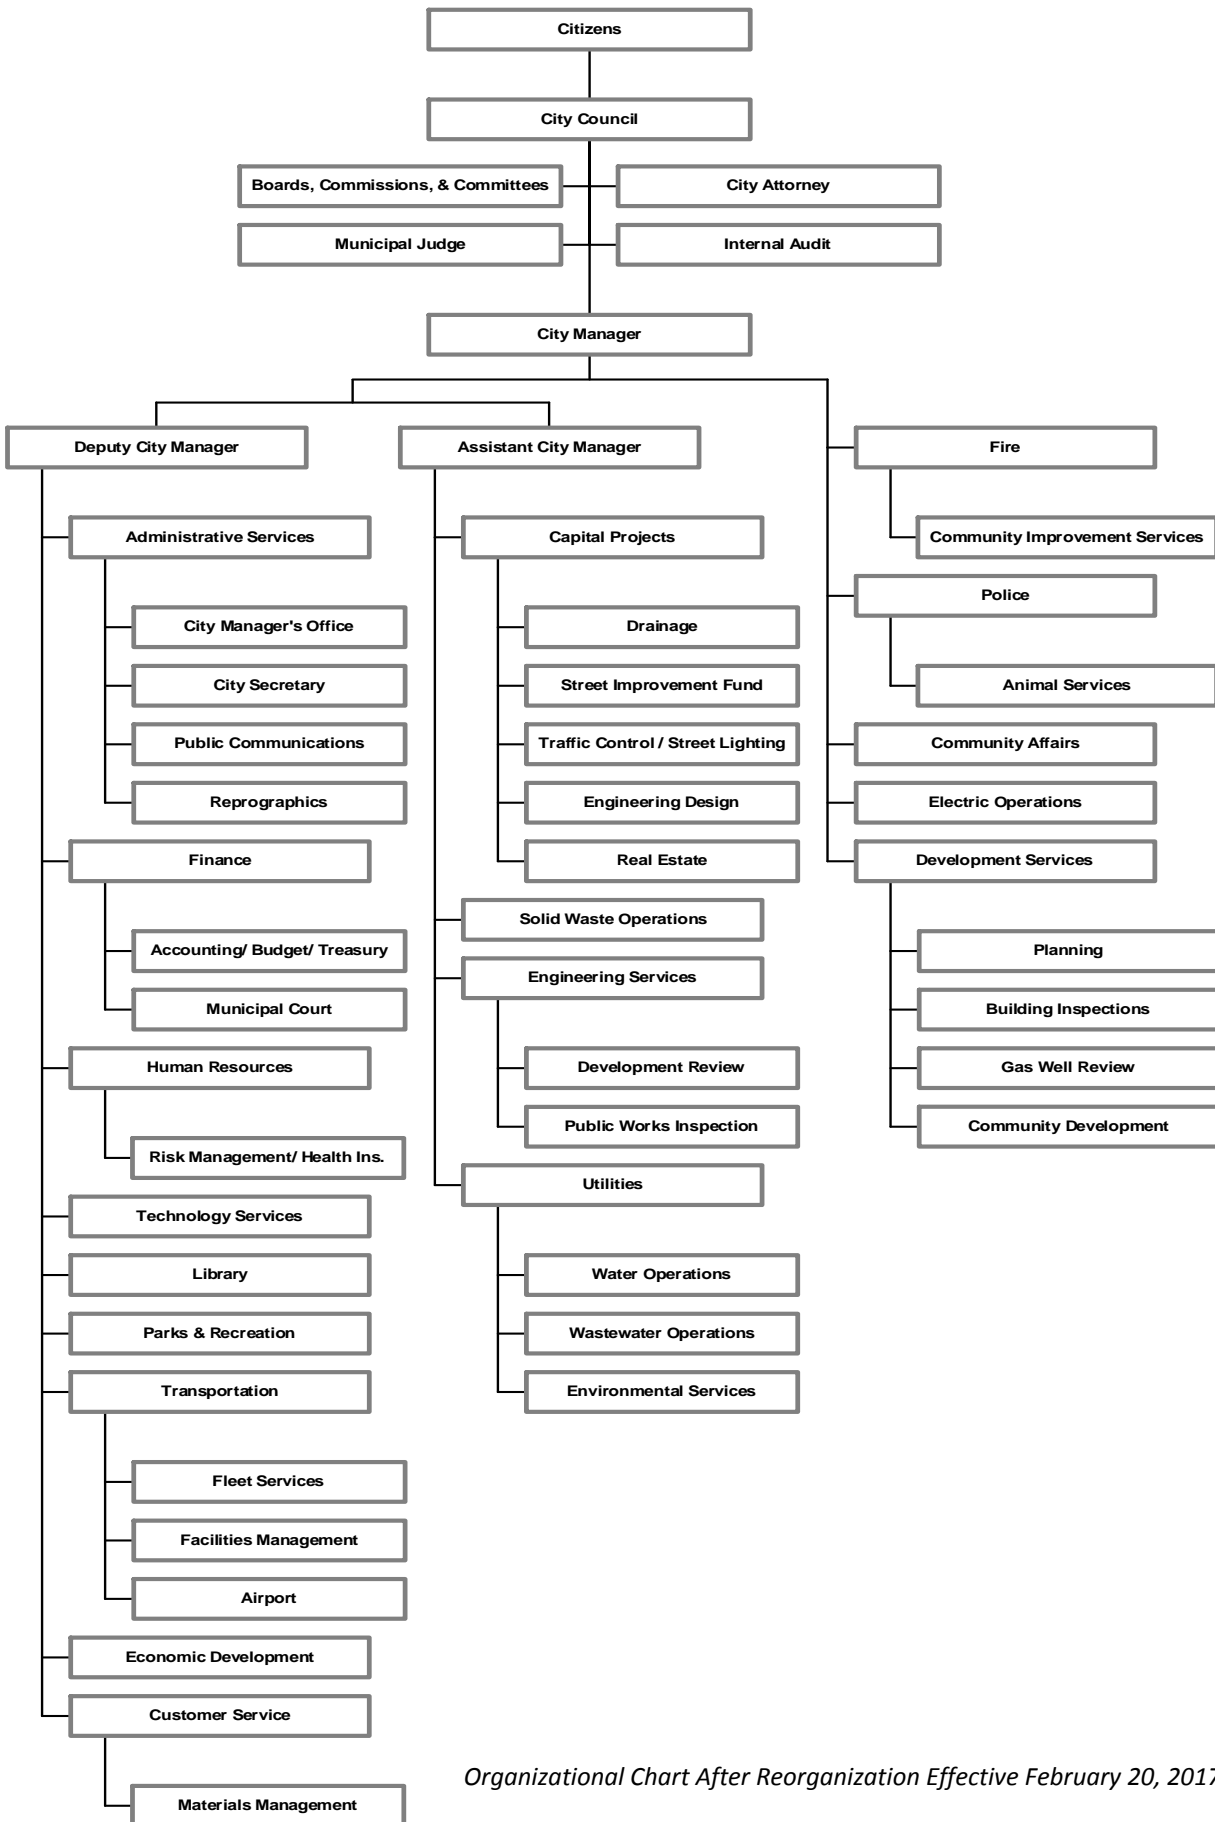 Citizens
City Council
Boards, Commissions, & Committees
City Attorney
Municipal Judge
Internal Audit
City Manager
Deputy City Manager
Administrative Services
City Manager's Office
City Secretary
Public Communications
Reprographics
Finance
Accounting/ Budget/ Treasury
Municipal Court
Human Resources
Risk Management/ Health Ins.
Technology Services
Library
Parks & Recreation
Transportation
Fleet Services
Facilities Management
Airport
Economic Development
Customer Service
Materials Management
Assistant City Manager
Capital Projects
Drainage
Street Improvement Fund
Traffic Control / Street Lighting
Engineering Design
Real Estate
Solid Waste Operations
Engineering Services
Development Review
Public Works Inspection
Utilities
Water Operations
Wastewater Operations
Environmental Services
Fire
Community Improvement Services
Police
Animal Services
Community Affairs
Electric Operations
Development Services
Planning
Building Inspections
Gas Well Review
Community Development
Organizational Chart After Reorganization Effective February 20, 2017